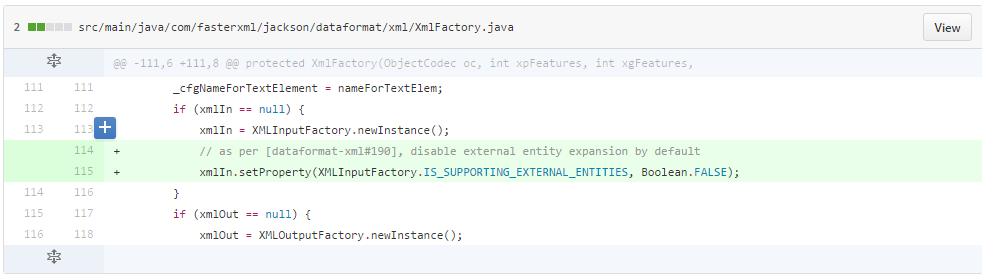 2 src/main/java/com/fasterxml/jackson/dataformat/xml/XmlFactory.java View
@@ -111,6 +111,8 @@ protected XmlFactory(ObjectCodec oc, int xpFeatures, int xgFeatures,
111 111 _cfgNameForTextElement = nameForTextElem;
112 112 if (xmlIn == null) {
113 113 xmlIn = XMLInputFactory.newInstance();
114 + // as per [dataformat-xml#190], disable external entity expansion by default
115 + xmlIn.setProperty(XMLInputFactory.IS_SUPPORTING_EXTERNAL_ENTITIES, Boolean.FALSE);
114 116 }
115 117 if (xmlOut == null) {
116 118 xmlOut = XMLOutputFactory.newInstance();